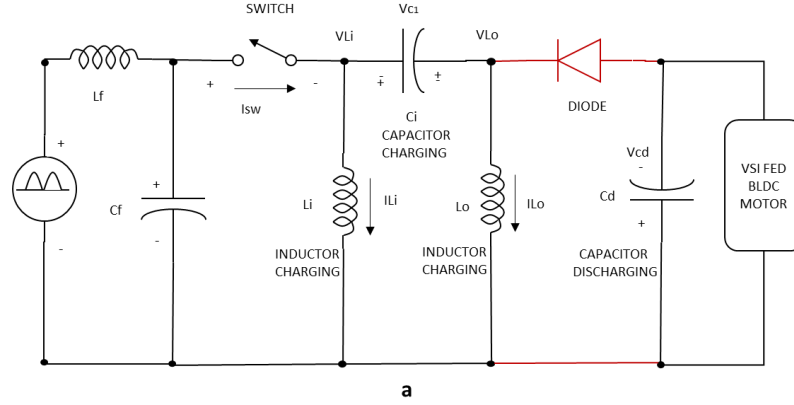 SWITCH
Vc1
VLi
VLo
Lf
+
-
Isw
-
+
-
+
-
DIODE
+
Ci
CAPACITOR
CHARGING
Vcd
-
VSI FED
BLDC
MOTOR
+
Cf
-
Li
ILi
Lo
ILo
Cd
+
-
INDUCTOR
CHARGING
INDUCTOR
CHARGING
CAPACITOR
DISCHARGING
a